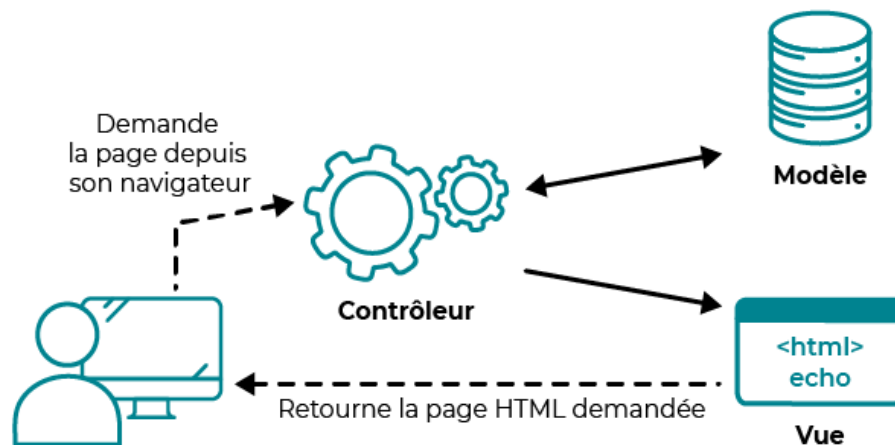 Demande
la page depuis
son navigateur
Modèle
Contrôleur
<html>
echo
Retourne la page HTML demandée
Vue